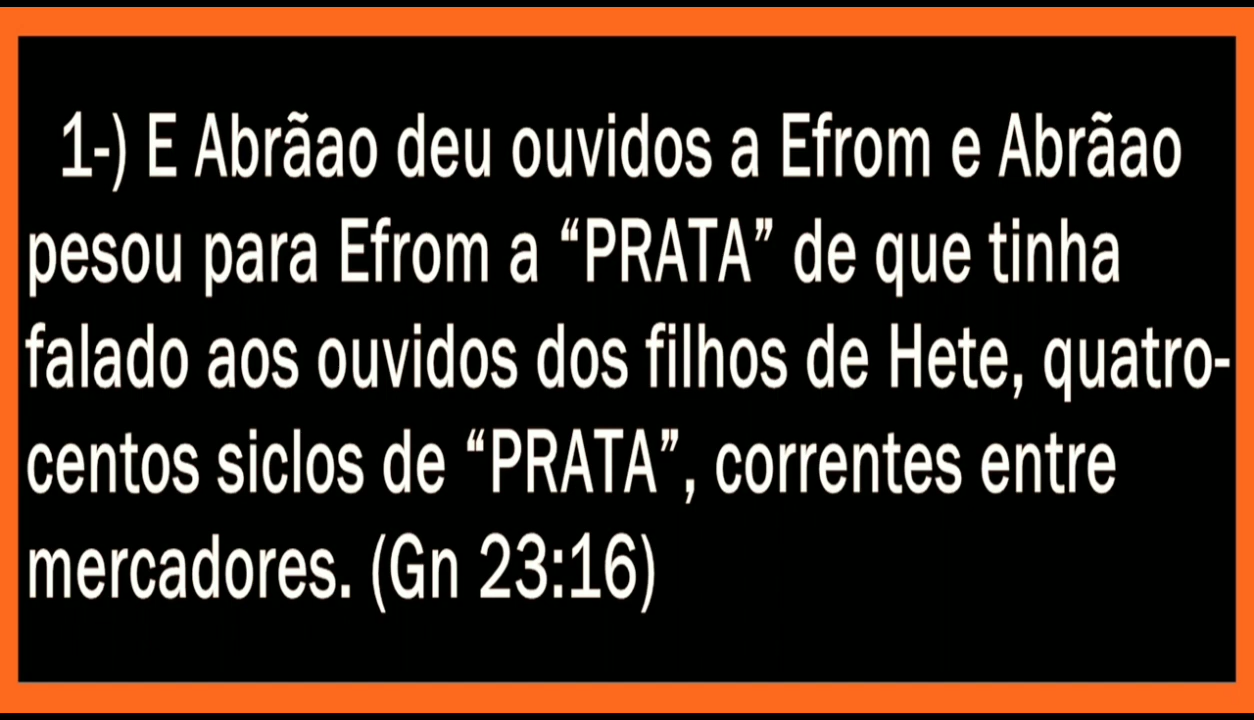 1-) E Abrãao deu ouvidos a Efrom e Abrãao
pesou para Efrom a “PRATA” de que tinha
falado aos ouvidos dos filhos de Hete, quatro-
centos siclos de “PRATA”, correntes entre
mercadores. (Gn 23:16)